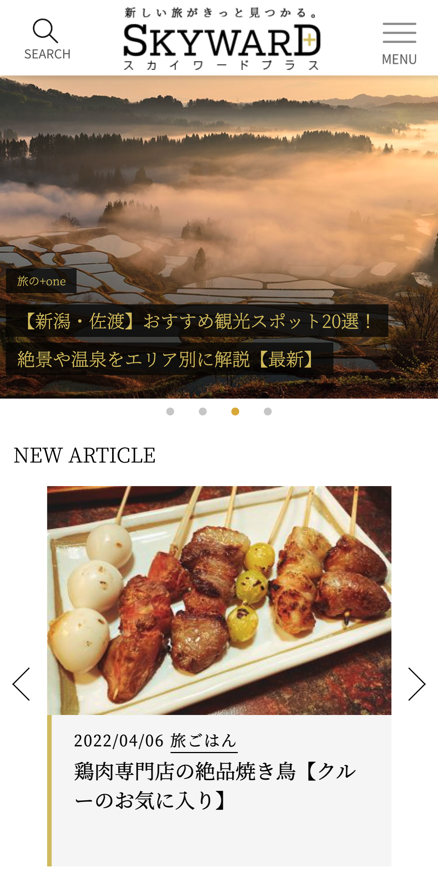 新しい旅がきっと見つかる。
SEARCH
SKYWARD+
スカイワードプラス
MENU
旅の+one
【新潟・佐渡】おすすめ観光スポット20選！
絶景や温泉をエリア別に解説【最新】
NEW ARTICLE
2022/04/06 旅ごはん
鶏肉専門店の絶品焼き鳥【クル
ーのお気に入り】